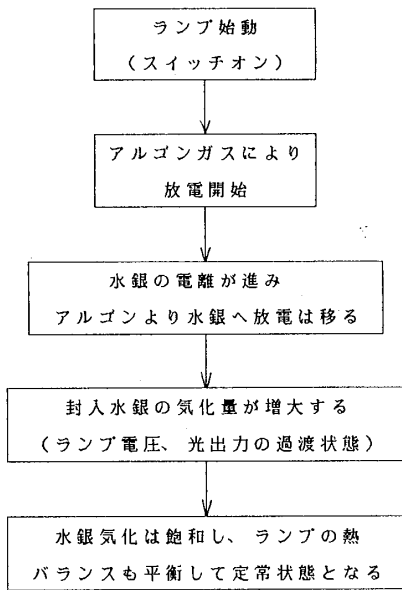 ランプ始動
(スイッチオン)
アルゴンガスにより
放電開始
水銀の電離が進み
アルゴンより水銀へ放電は移る
封入水銀の気化量が増大する
(ランプ電圧、光出力の過渡状態)
水銀気化は飽和し、ランプの熱
バランスも平衡して定常状態となる